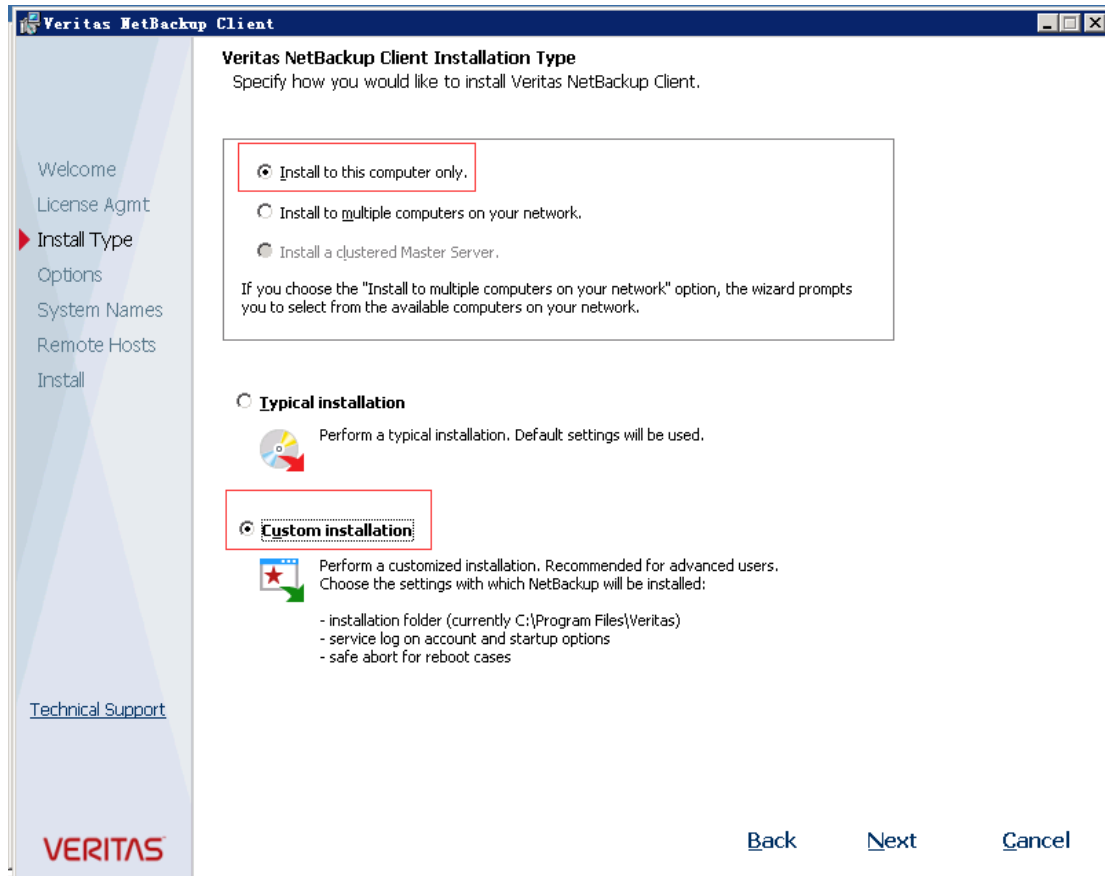 Veritas NetBackup Client
Veritas NetBackup Client Installation Type
Specify how you would like to install Veritas NetBackup Client.
Welcome
License Agmt
Install Type
Options
System Names
Remote Hosts
Install
Install to this computer only.
Install to multiple computers on your network.
Install a clustered Master Server.
If you choose the "Install to multiple computers on your network" option, the wizard prompts
you to select from the available computers on your network.
Typical installation
Perform a typical installation. Default settings will be used.
Custom installation
Perform a customized installation. Recommended for advanced users.
Choose the settings with which NetBackup will be installed:
- installation folder (currently C:\Program Files\Veritas)
- service log on account and startup options
- safe abort for reboot cases
Technical Support
VERITAS
Back Next Cancel